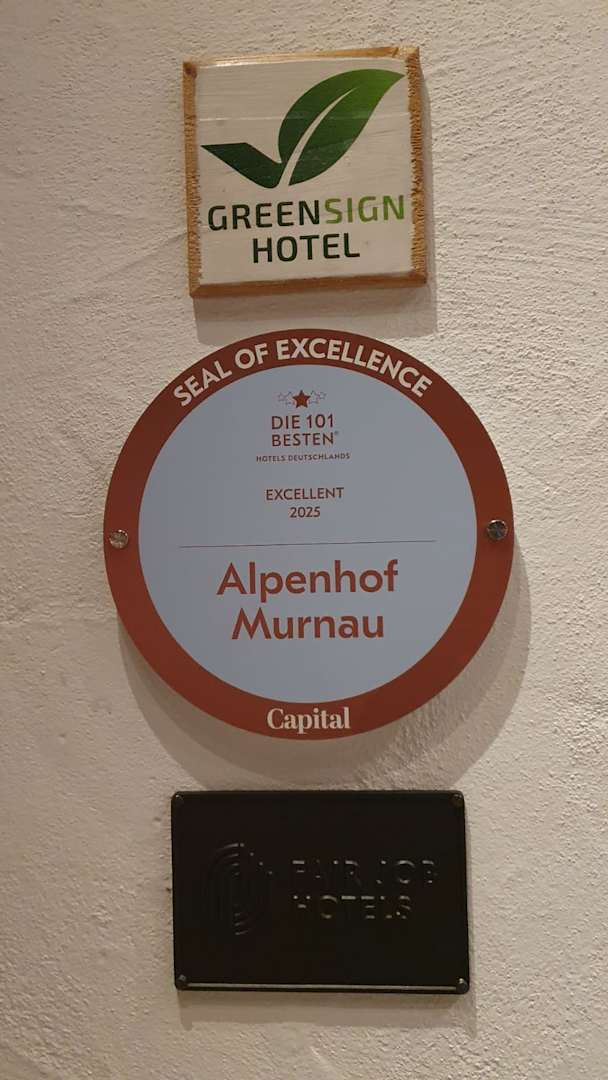 GREENSIGN
HOTEL
SEAL OF EXCELLENCE
DIE 101
BESTEN®
HOTELS DEUTSCHLANDS
EXCELLENT
2025
Alpenhof
Murnau
Capital
FAIR JOB
HOTELS